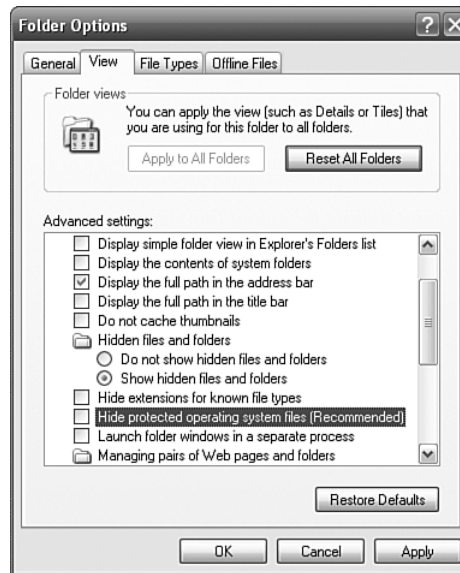 Folder Options
General View File Types Offline Files
Folder views
You can apply the view (such as Details or Tiles) that
you are using for this folder to all folders.
Apply to All Folders Reset All Folders
Advanced settings:
Display simple folder view in Explorer's Folders list
Display the contents of system folders
Display the full path in the address bar
Display the full path in the title bar
Do not cache thumbnails
Hidden files and folders
Do not show hidden files and folders
Show hidden files and folders
Hide extensions for known file types
Hide protected operating system files (Recommended)
Launch folder windows in a separate process
Managing pairs of Web pages and folders
Restore Defaults
OK Cancel Apply